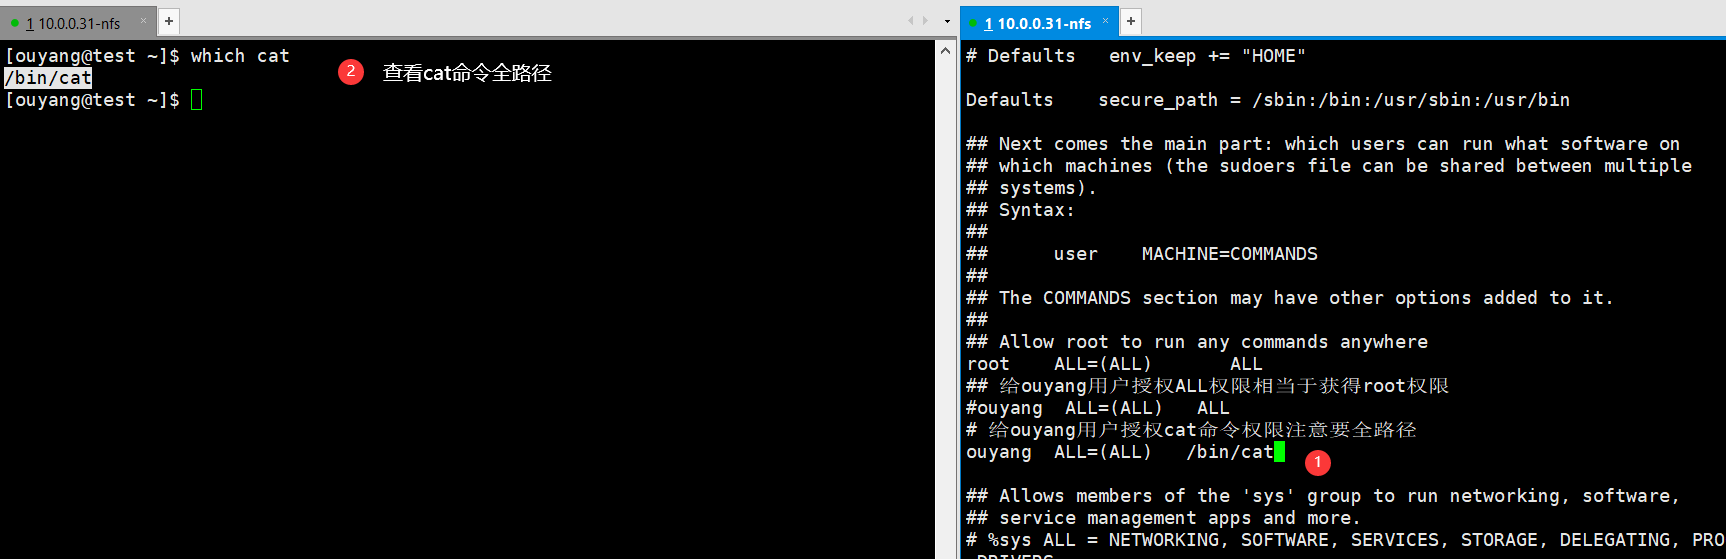 1 10.0.0.31-nfs
[ouyang@test ~]$ which cat
/bin/cat
[ouyang@test ~]$
2 查看cat命令全路径
1 10.0.0.31-nfs
# Defaults   env_keep += "HOME"
Defaults    secure_path = /sbin:/bin:/usr/sbin:/usr/bin
## Next comes the main part: which users can run what software on
## which machines (the sudoers file can be shared between multiple
## systems).
## Syntax:
##
##      user    MACHINE=COMMANDS
##
## The COMMANDS section may have other options added to it.
##
## Allow root to run any commands anywhere
root    ALL=(ALL)       ALL
## 给ouyang用户授权ALL权限相当于获得root权限
#ouyang  ALL=(ALL)   ALL
# 给ouyang用户授权cat命令权限注意要全路径
ouyang  ALL=(ALL)   /bin/cat
1
## Allows members of the 'sys' group to run networking, software,
## service management apps and more.
# %sys ALL = NETWORKING, SOFTWARE, SERVICES, STORAGE, DELEGATING, PRO